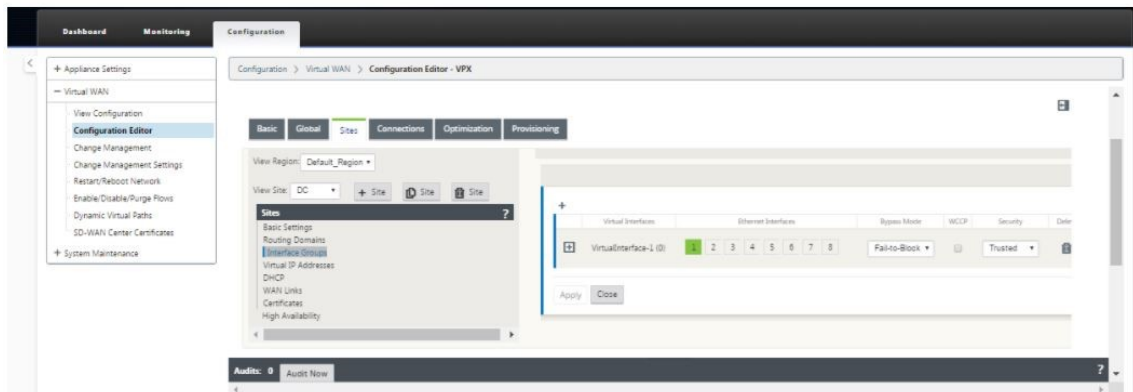 Dashboard Monitoring Configuration
+ Appliance Settings
− Virtual WAN
View Configuration
Configuration Editor
Change Management
Change Management Settings
Restart/Reboot Network
Enable/Disable/Purge Flows
Dynamic Virtual Paths
SD-WAN Center Certificates
+ System Maintenance
Configuration > Virtual WAN > Configuration Editor - VPX
Basic Global Sites Connections Optimization Provisioning
View Region: Default_Region
View Site: DC + Site Site Site
Sites ?
Basic Settings
Routing Domains
Interface Groups
Virtual IP Addresses
DHCP
WAN Links
Certificates
High Availability
+
Virtual Interfaces Ethernet Interfaces Bypass Mode WCCP Security Delet
VirtualInterface-1 (0) 1 2 3 4 5 6 7 8 Fail-to-Block Trusted
Apply Close
Audits: 0 Audit Now ?